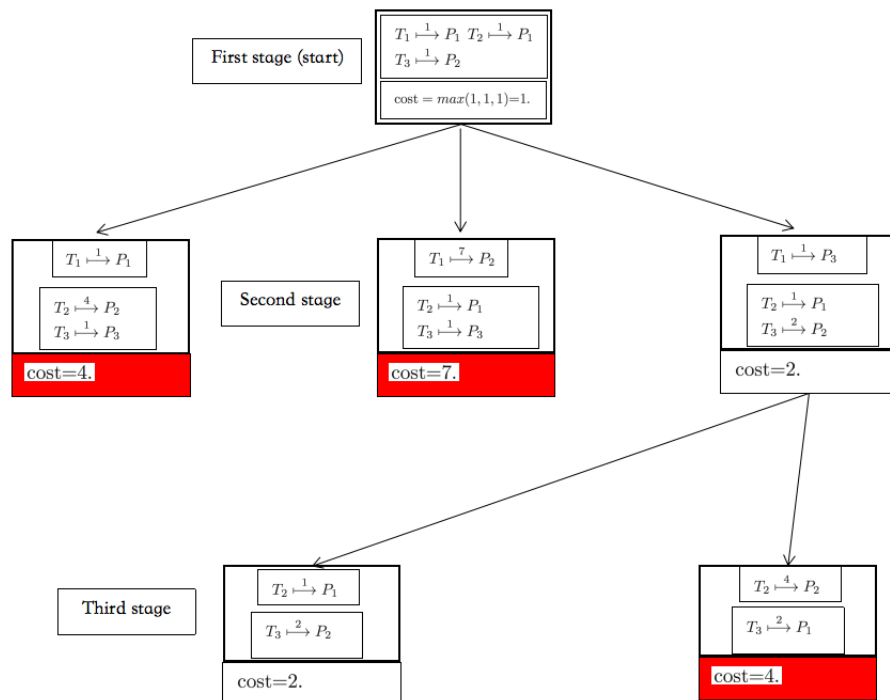 First stage (start)
T₁ ⟼¹ P₁ T₂ ⟼¹ P₁
T₃ ⟼¹ P₂
cost = max(1, 1, 1)=1.
T₁ ⟼¹ P₁
T₂ ⟼⁴ P₂
T₃ ⟼¹ P₃
cost=4.
Second stage
T₁ ⟼⁷ P₂
T₂ ⟼¹ P₁
T₃ ⟼¹ P₃
cost=7.
T₁ ⟼¹ P₃
T₂ ⟼¹ P₁
T₃ ⟼² P₂
cost=2.
Third stage
T₂ ⟼¹ P₁
T₃ ⟼² P₂
cost=2.
T₂ ⟼⁴ P₂
T₃ ⟼² P₁
cost=4.